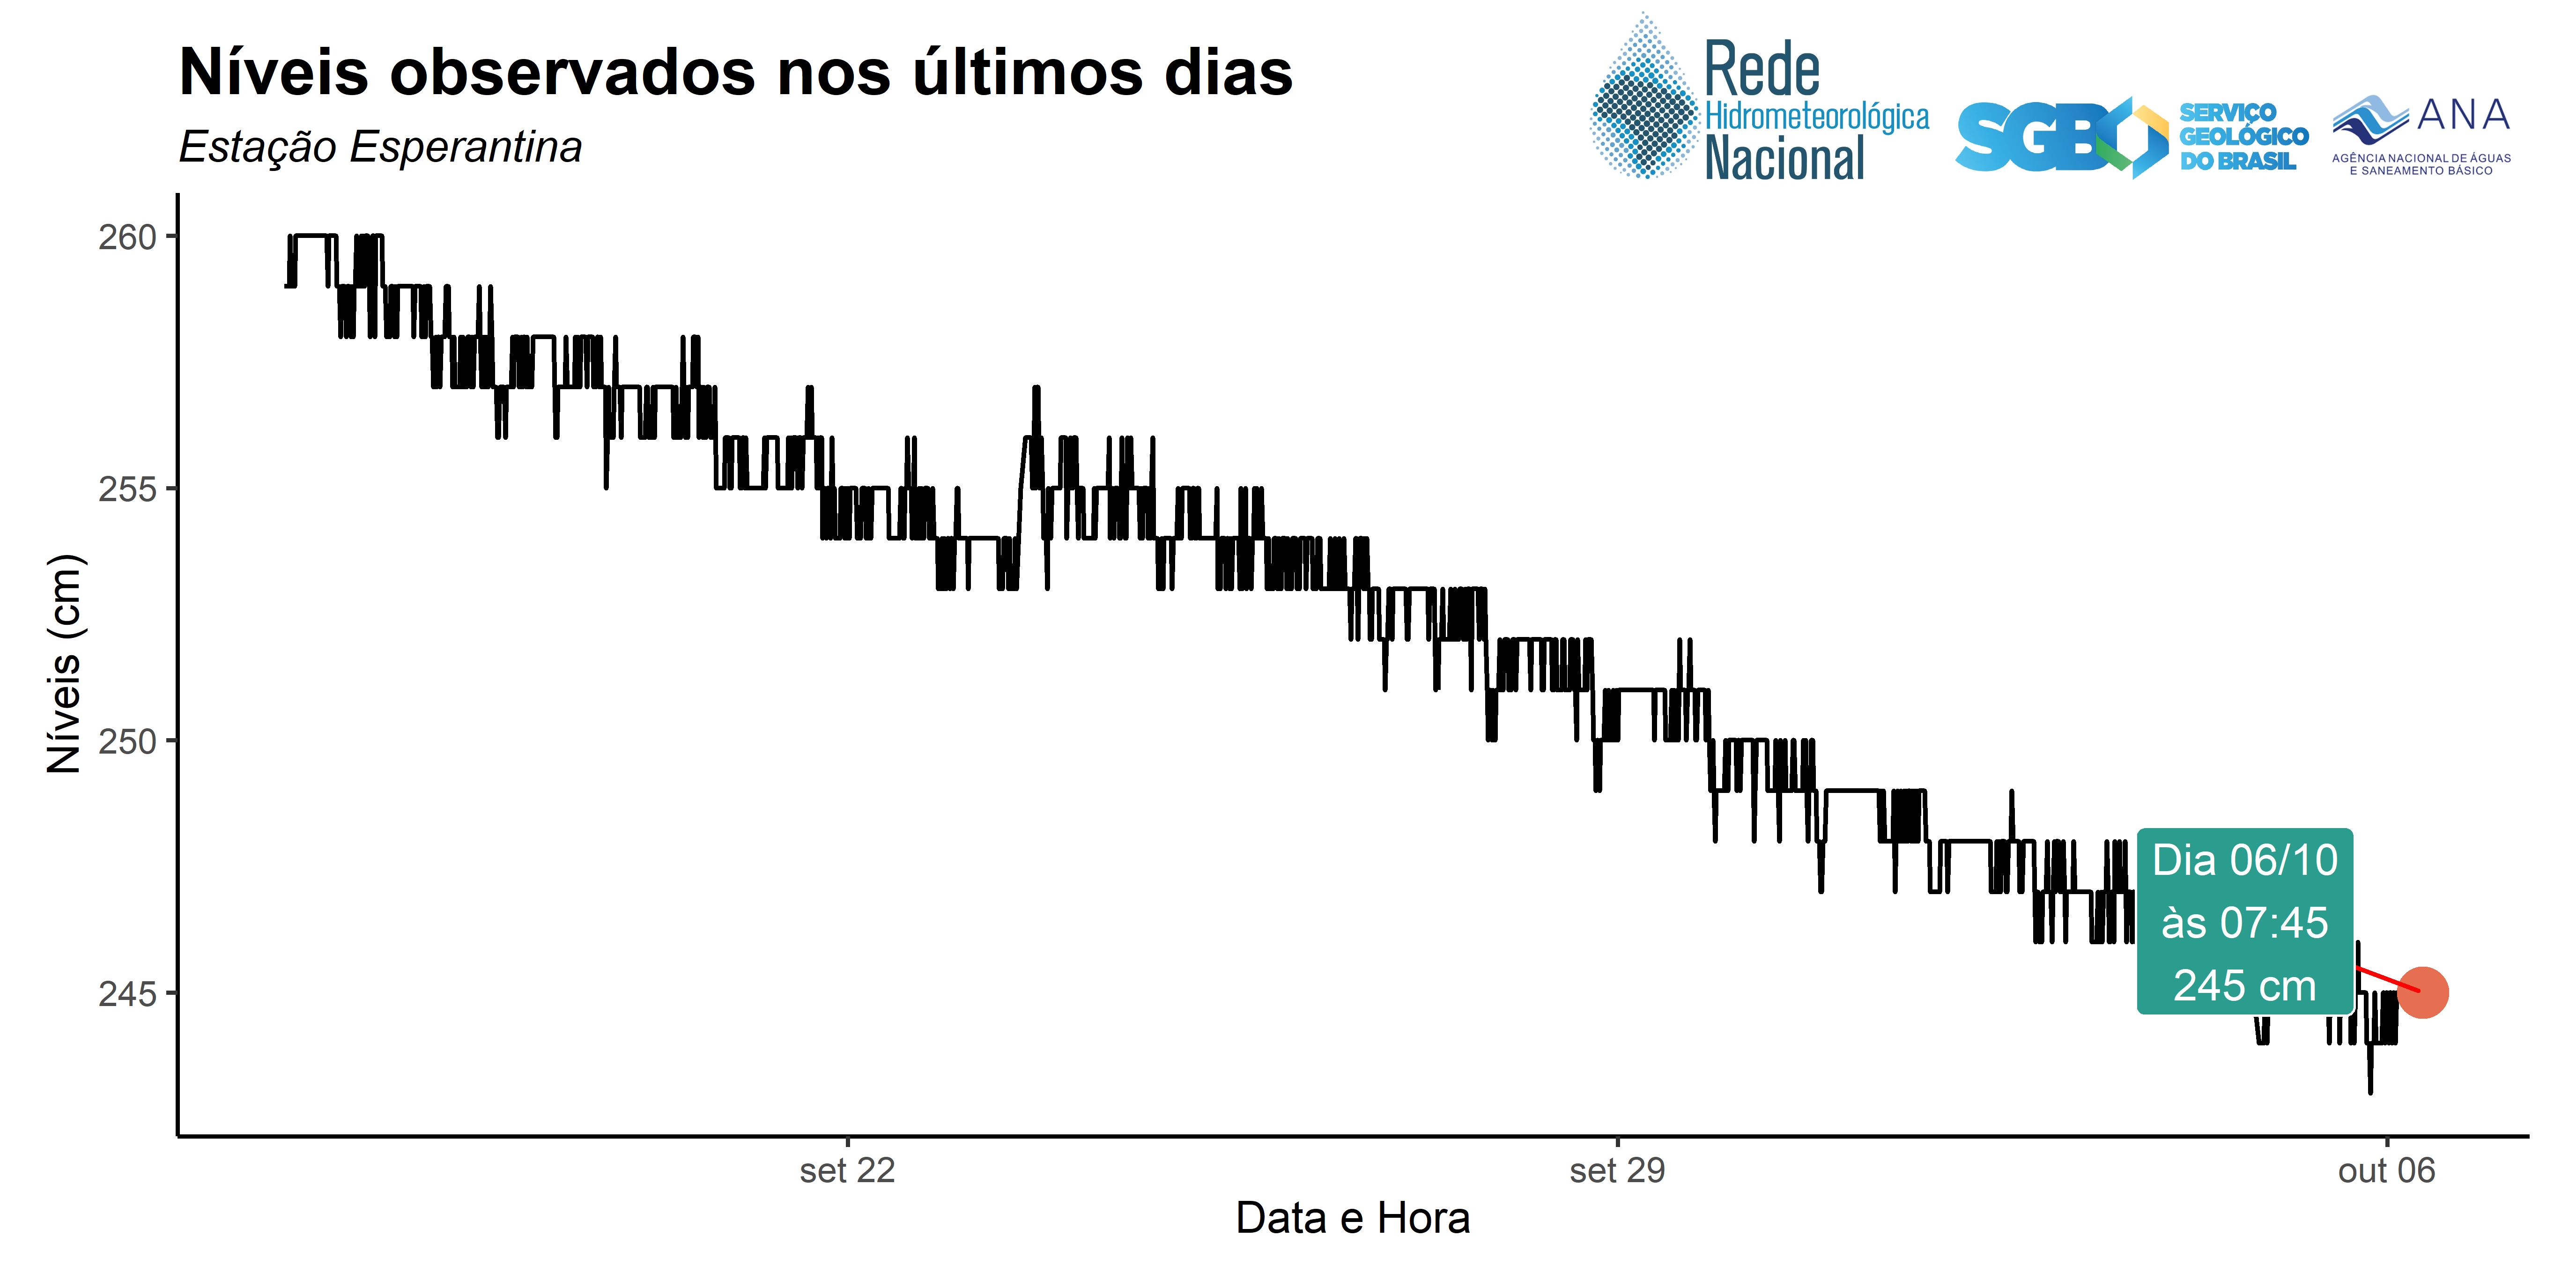 Níveis observados nos últimos dias
Estação Esperantina
Rede
Hidrometeorológica
Nacional
SGB
SERVIÇO
GEOLÓGICO
DO BRASIL
ANA
AGÊNCIA NACIONAL DE ÁGUAS
E SANEAMENTO BÁSICO
Níveis (cm)
260
255
250
245
Dia 06/10
às 07:45
245 cm
set 22
set 29
out 06
Data e Hora